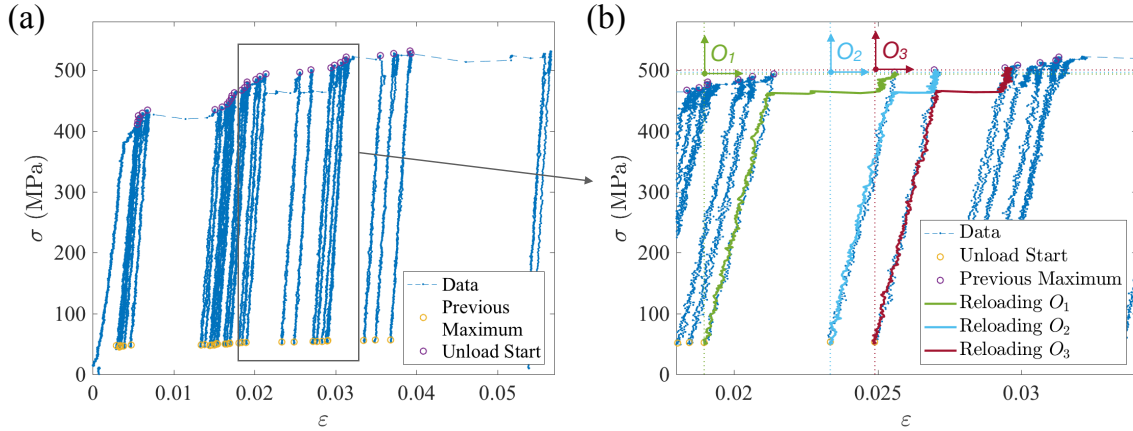 (a)
σ (MPa)
500
400
300
200
100
0
0
0.01
0.02
0.03
0.04
0.05
ε
Data
Previous
Maximum
Unload Start
(b)
σ (MPa)
500
400
300
200
100
0
0.02
0.025
0.03
ε
O₁
O₂
O₃
Data
Unload Start
Previous Maximum
Reloading O₁
Reloading O₂
Reloading O₃